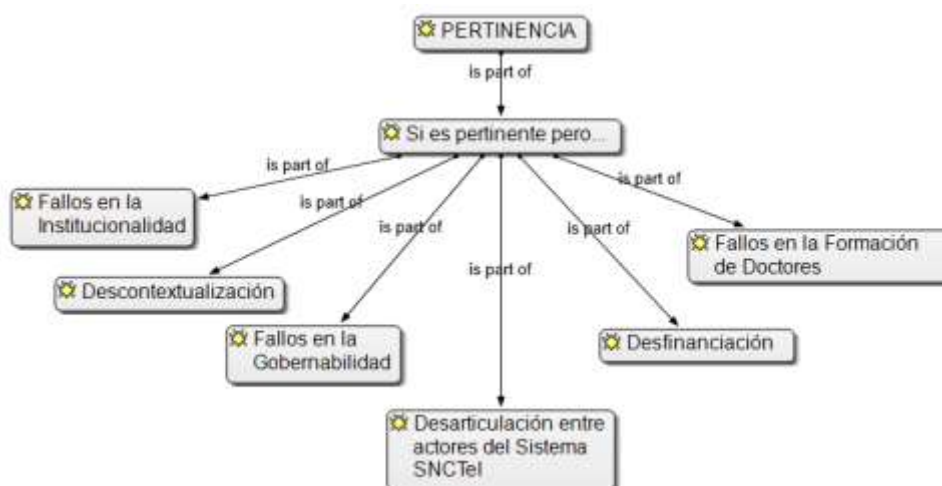 PERTINENCIA
is part of
Si es pertinente pero...
is part of
is part of
is part of
is part of
is part of
is part of
Fallos en la
Institucionalidad
Descontextualización
Fallos en la
Gobernabilidad
Desarticulación entre
actores del Sistema
SNCTeI
Desfinanciación
Fallos en la Formación
de Doctores